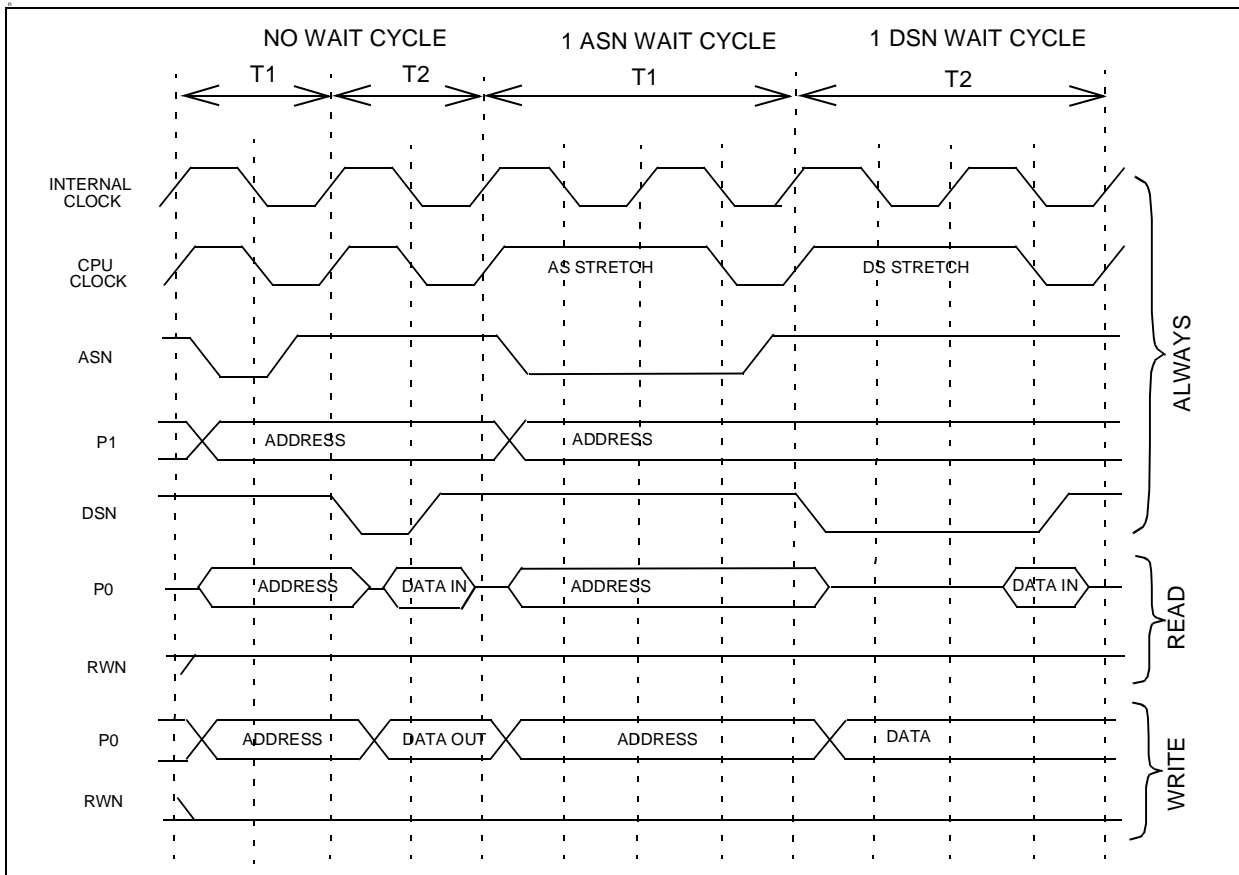 n
NO WAIT CYCLE 1 ASN WAIT CYCLE 1 DSN WAIT CYCLE
T1 T2 T1 T2
INTERNAL
CLOCK
CPU
CLOCK
AS STRETCH DS STRETCH
ASN
P1 ADDRESS ADDRESS
DSN
ALWAYS
P0 ADDRESS DATA IN ADDRESS DATA IN
RWN
READ
P0 ADDRESS DATA OUT ADDRESS DATA
RWN
WRITE